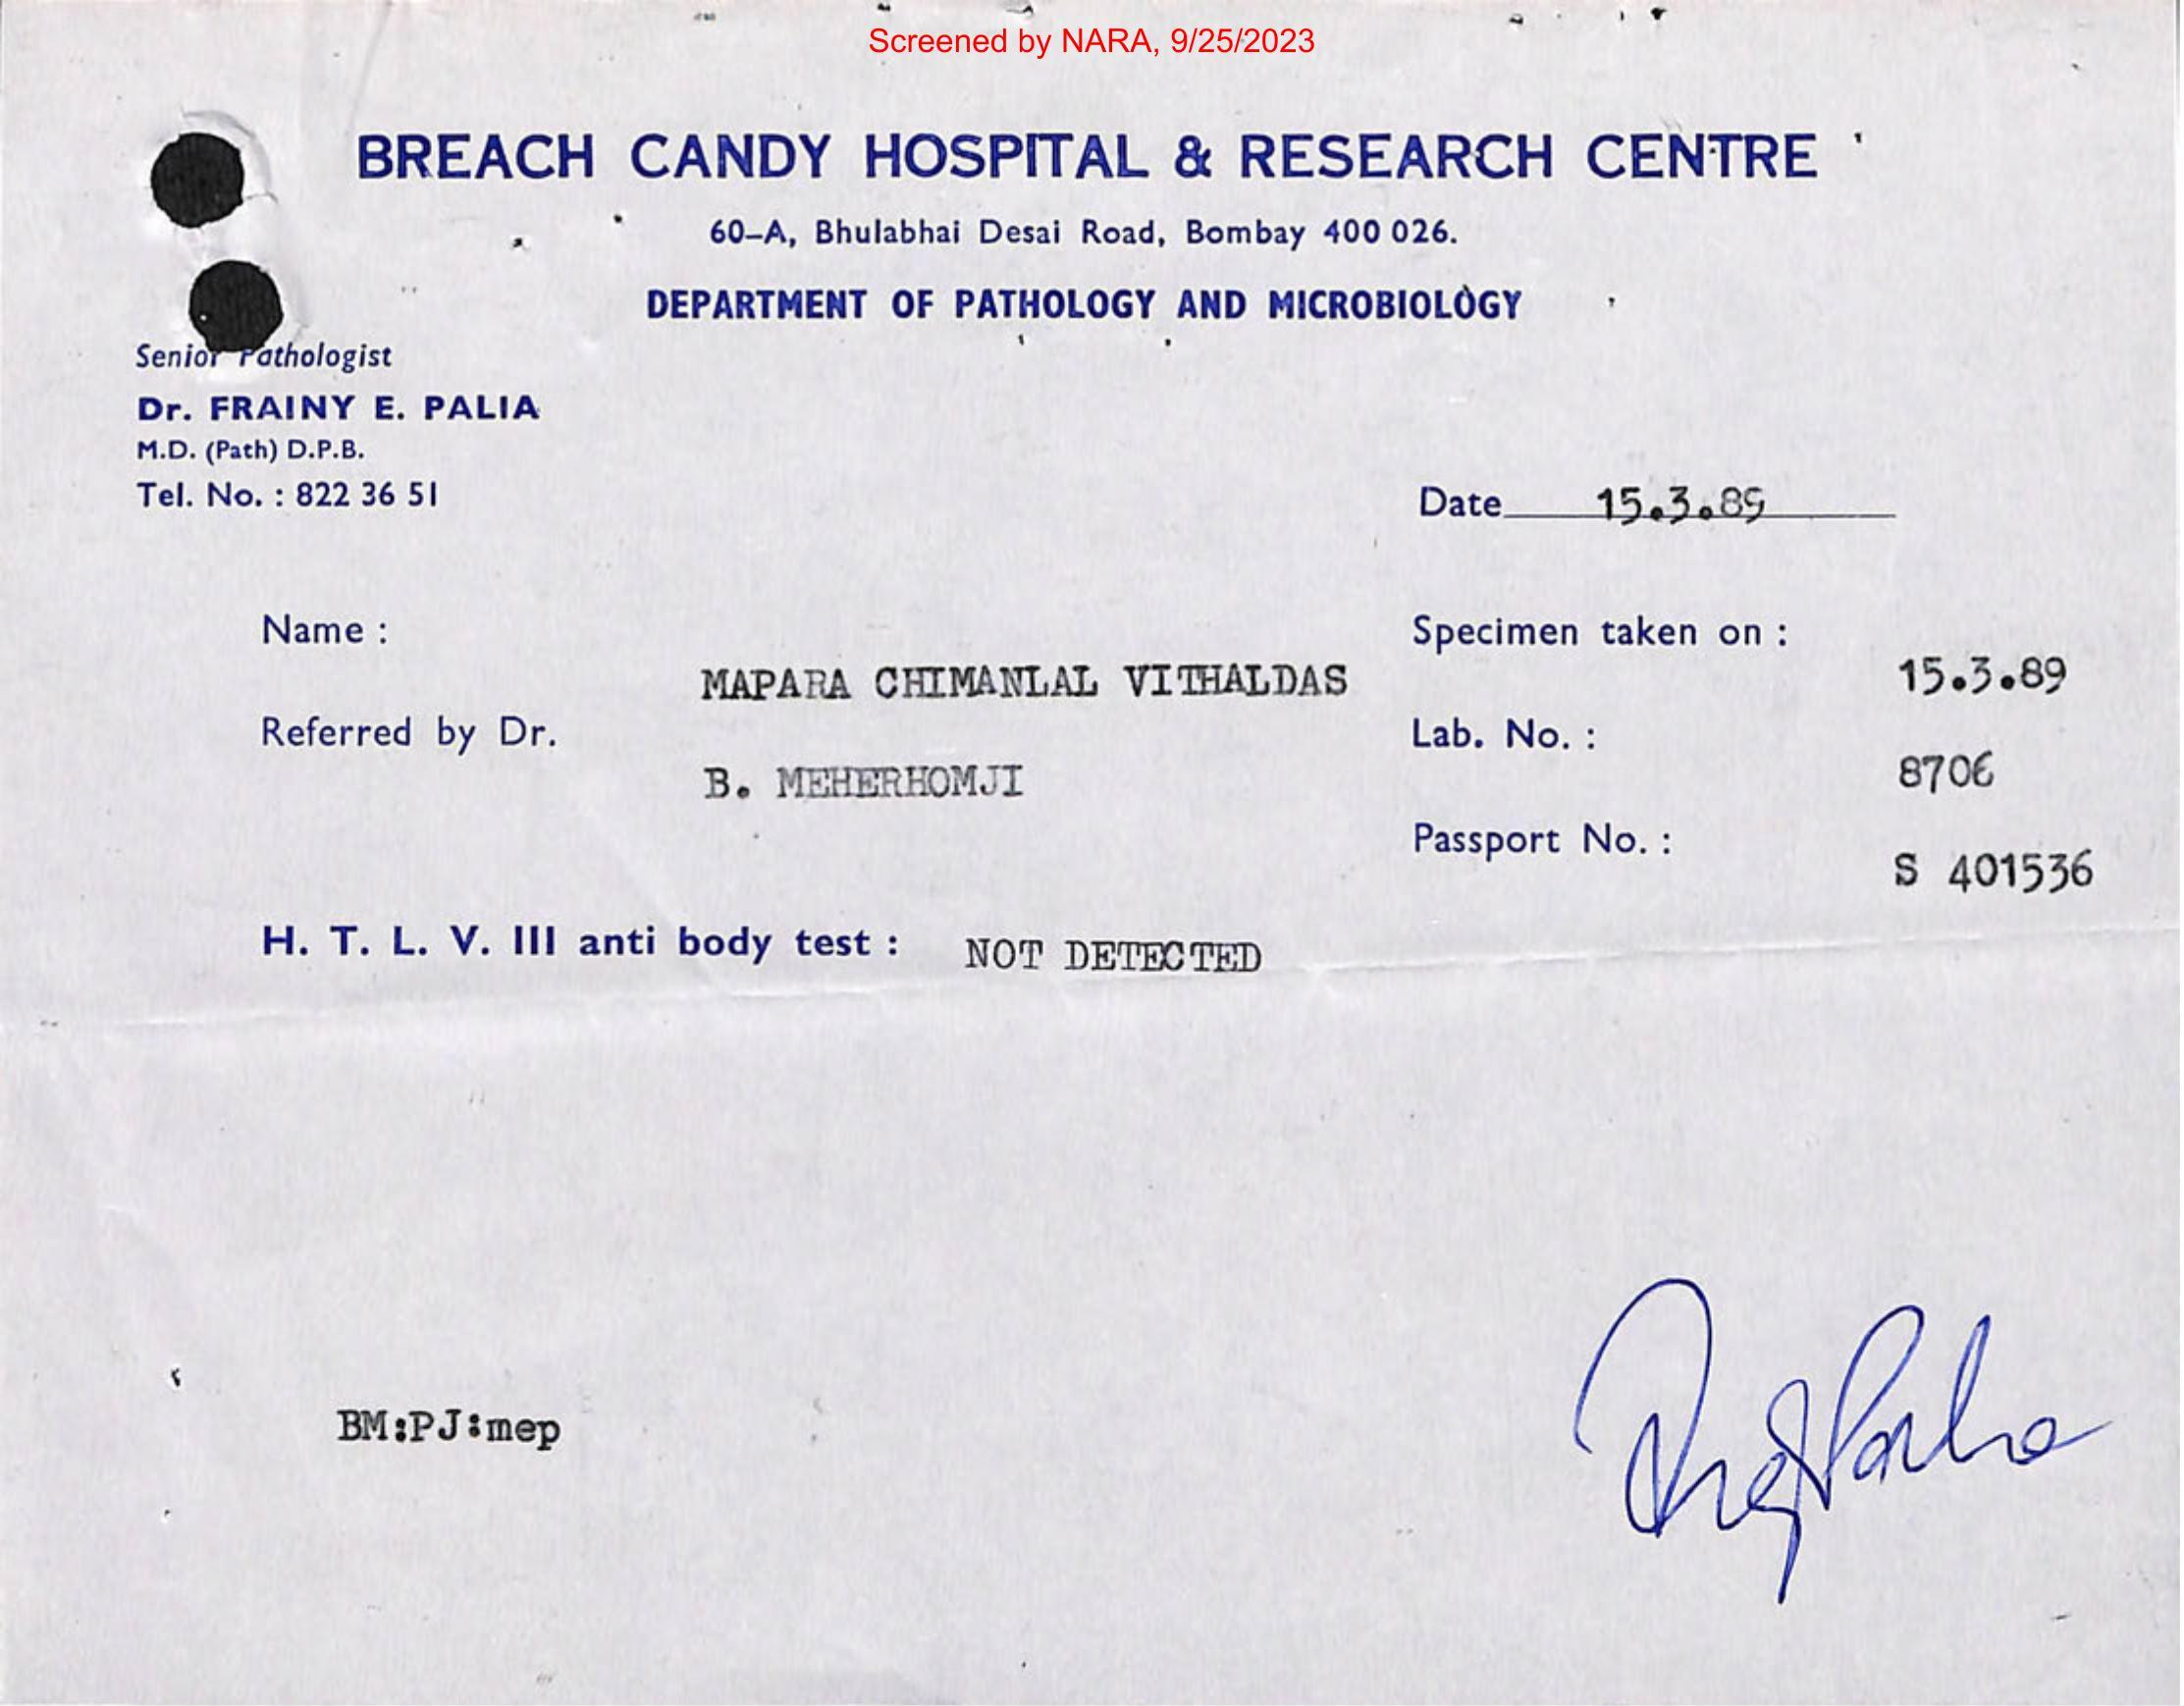 Screened by NARA, 9/25/2023
BREACH CANDY HOSPITAL & RESEARCH CENTRE
60-A, Bhulabhai Desai Road, Bombay 400 026.
DEPARTMENT OF PATHOLOGY AND MICROBIOLOGY
Senior Pathologist
Dr. FRAINY E. PALIA
M.D. (Path) D.P.B.
Tel. No. : 822 36 51
Date 15.3.89
Name :
MAPARA CHIMANLAL VITHALDAS
Specimen taken on :
15.3.89
Referred by Dr.
B. MEHERHOMJI
Lab. No. :
8706
Passport No. :
S 401536
H. T. L. V. III anti body test : NOT DETECTED
BM:PJ:mep